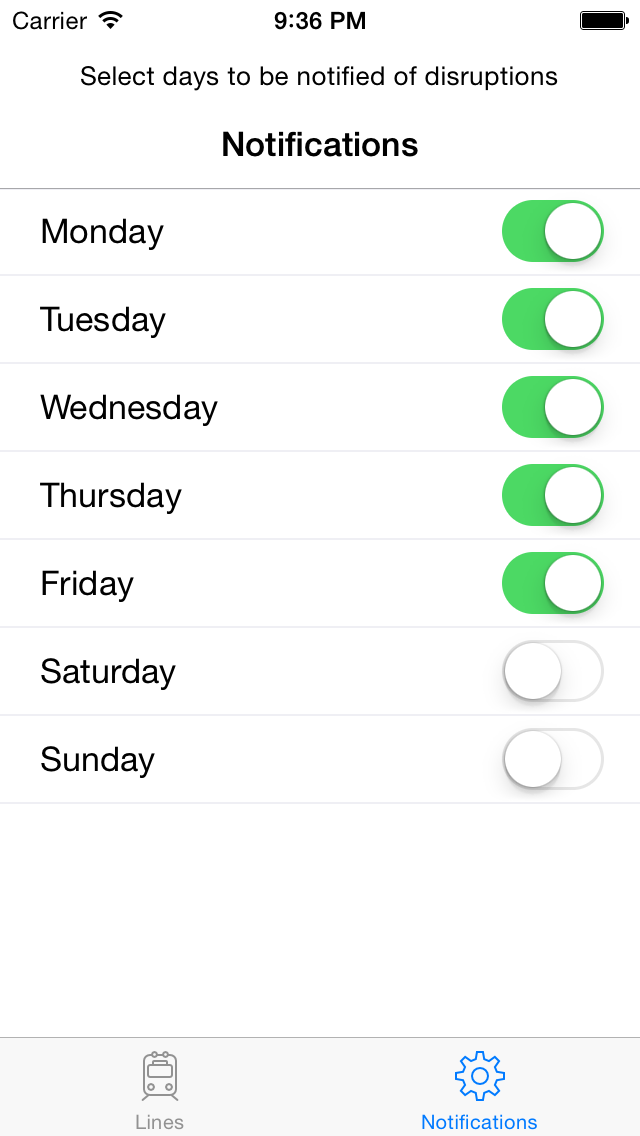 Carrier 9:36 PM
Select days to be notified of disruptions
Notifications
Monday
Tuesday
Wednesday
Thursday
Friday
Saturday
Sunday
Lines Notifications